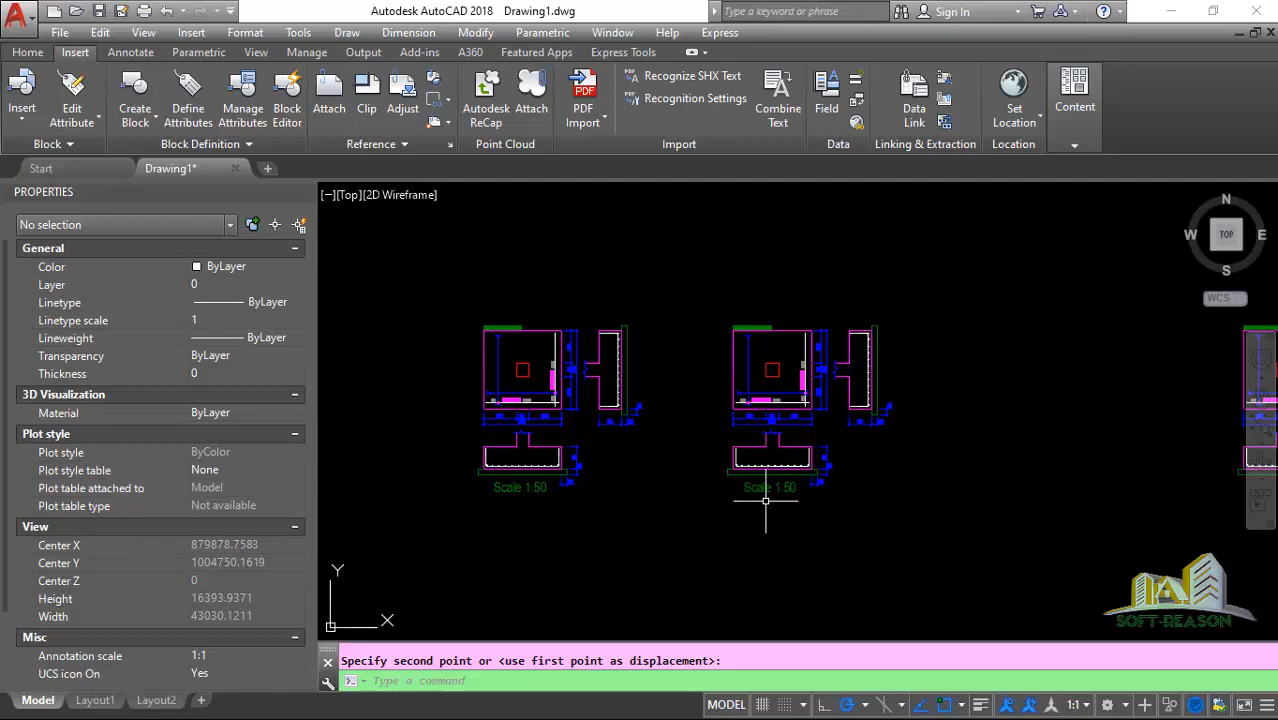 Autodesk AutoCAD 2018 Drawing1.dwg
Type a keyword or phrase
Sign In
File Edit View Insert Format Tools Draw Dimension Modify Parametric Window Help Express
Home Insert Annotate Parametric View Manage Output Add-ins A360 Featured Apps Express Tools
Insert
Edit Attribute
Create Block
Define Attributes
Manage Attributes
Block Editor
Attach
Clip
Adjust
Autodesk ReCap
Attach
PDF
PDF Import
Recognize SHX Text
Recognition Settings
Combine Text
Field
Data Link
Set Location
Content
Block Block Definition Reference Point Cloud Import Data Linking & Extraction Location
Start Drawing1*
PROPERTIES
[−][Top][2D Wireframe]
No selection
General
Color ByLayer
Layer 0
Linetype ByLayer
Linetype scale 1
Lineweight ByLayer
Transparency ByLayer
Thickness 0
3D Visualization
Material ByLayer
Plot style
Plot style ByColor
Plot style table None
Plot table attached to Model
Plot table type Not available
View
Center X 879878.7583
Center Y 1004750.1619
Center Z 0
Height 16393.9371
Width 43030.1211
Misc
Annotation scale 1:1
UCS icon On Yes
N
W TOP E
S
WCS
Scale 1:50
Scale 1:50
Y
X
SOFT-REASON
Specify second point or <use first point as displacement>:
Type a command
Model Layout1 Layout2
MODEL 1:1